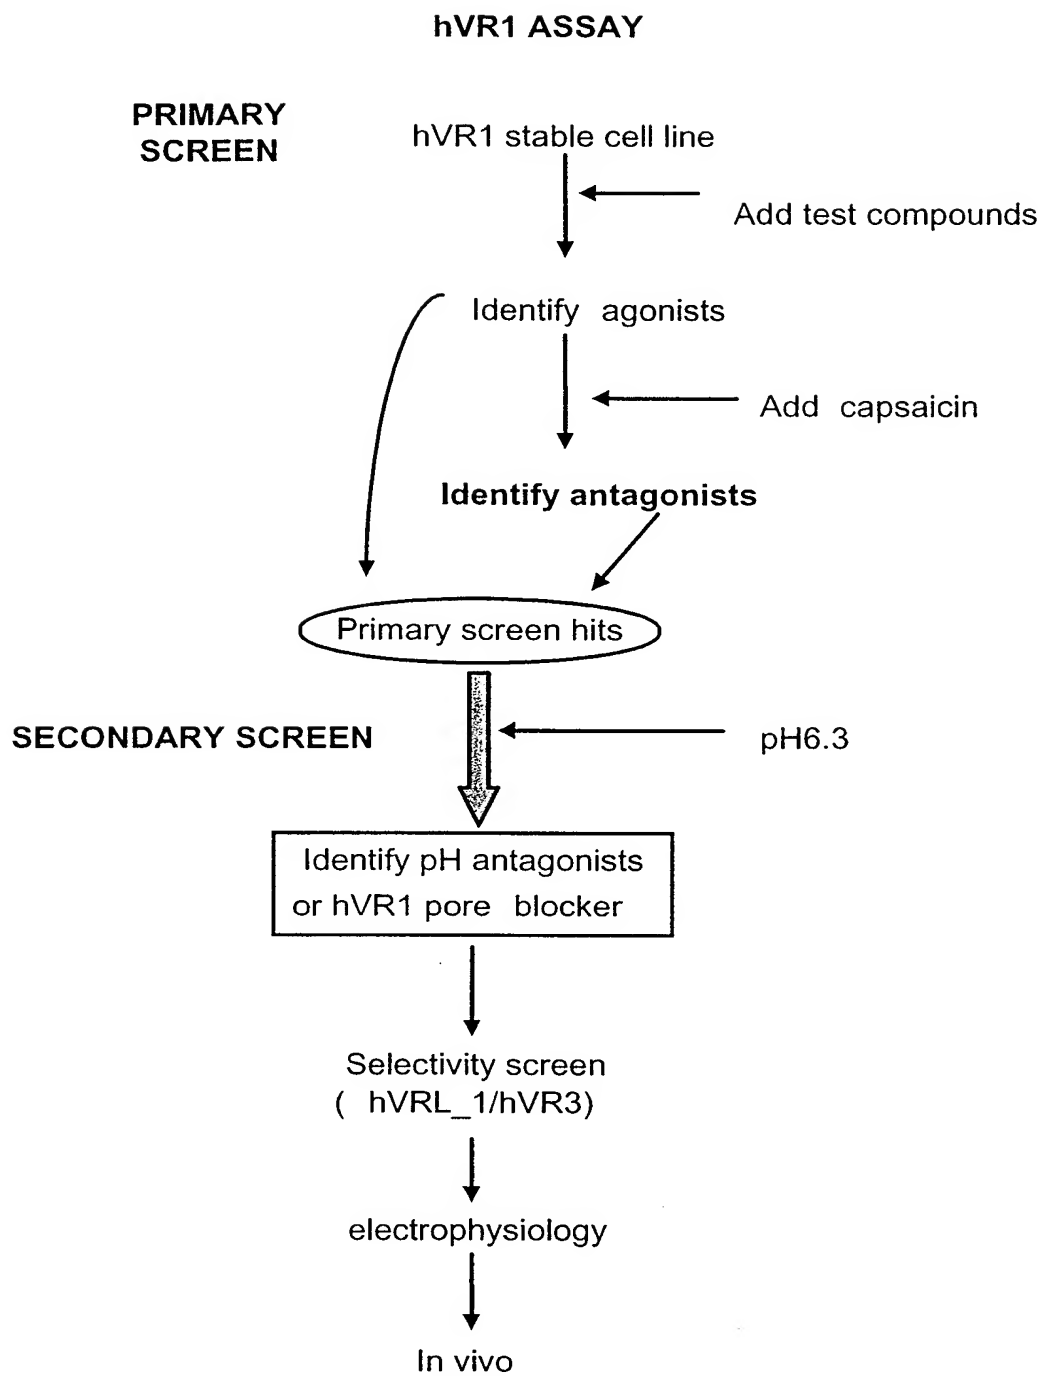 hVR1 ASSAY
PRIMARY
SCREEN
hVR1 stable cell line
Add test compounds
Identify agonists
Add capsaicin
Identify antagonists
Primary screen hits
SECONDARY SCREEN
pH6.3
Identify pH antagonists
or hVR1 pore blocker
Selectivity screen
( hVRL_1/hVR3)
electrophysiology
In vivo